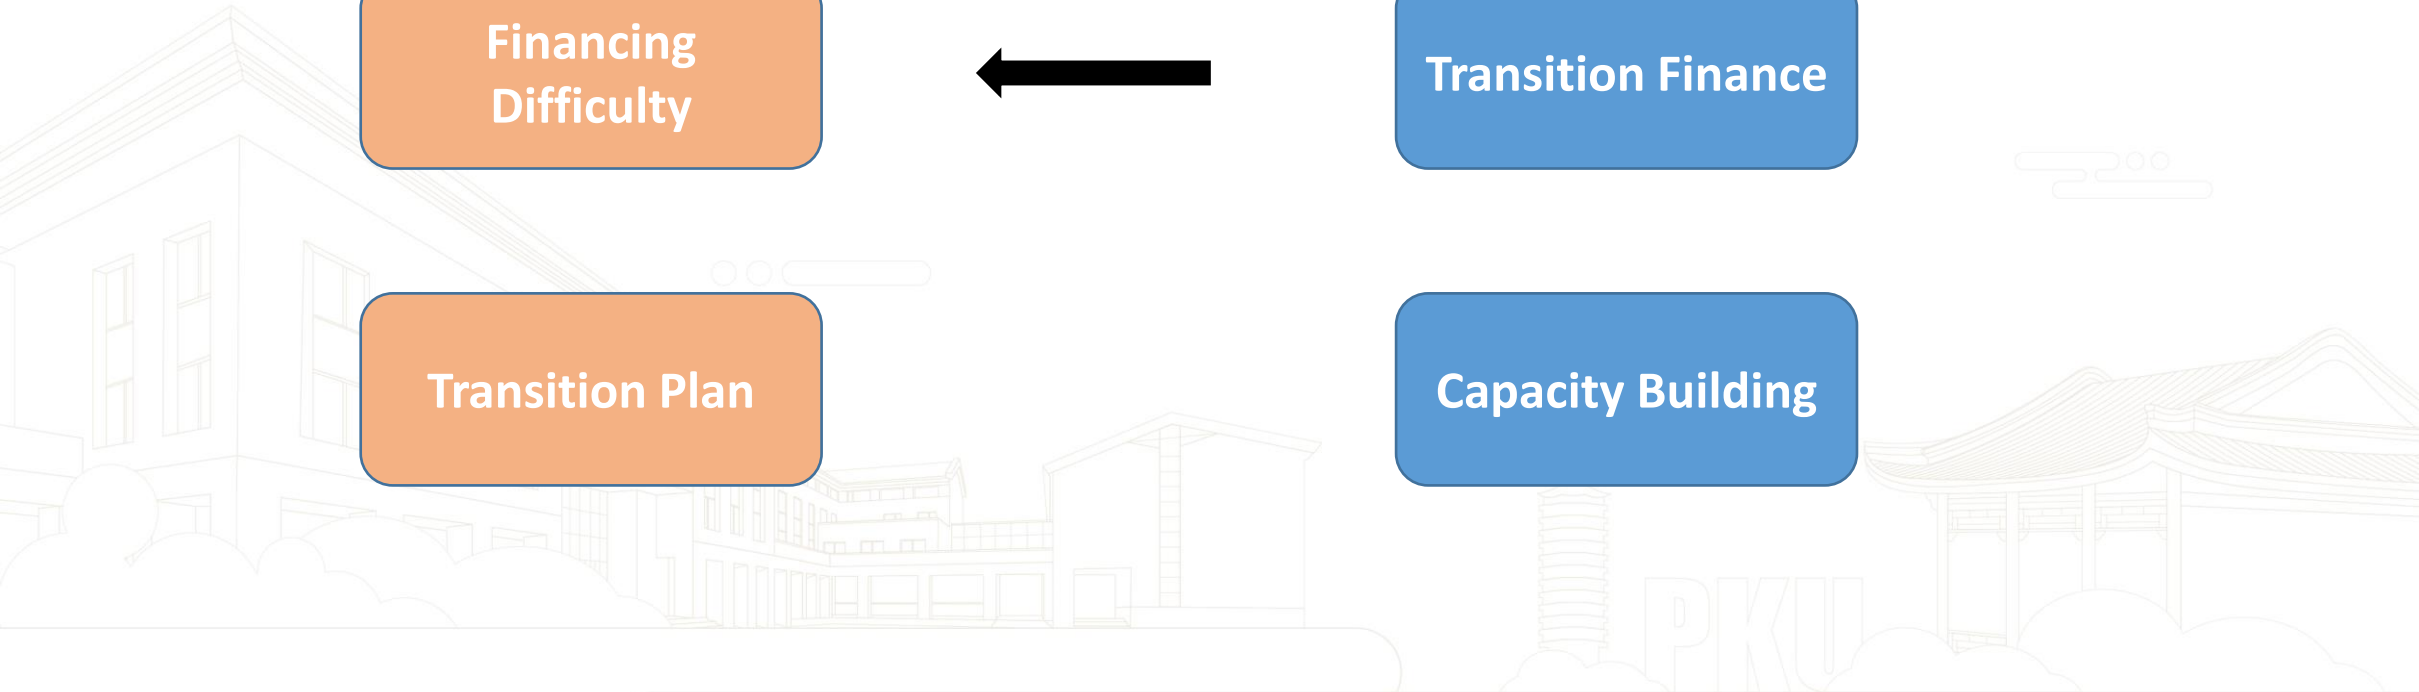 Financing
Difficulty
Transition Finance
Transition Plan
Capacity Building
PKU